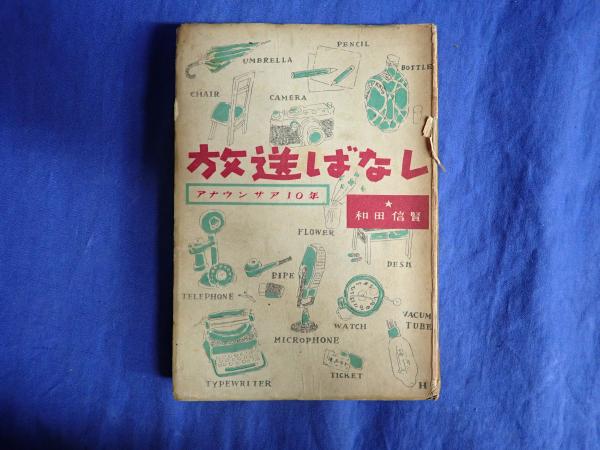 PENCIL
UMBRELLA
BOTTLE
CHAIR
CAMERA
放送ばなし
アナウンサア10年
★
和田信賢
FLOWER
DESK
PIPE
TELEPHONE
VACUM
TUBE
WATCH
MICROPHONE
TYPEWRITER
TICKET
H